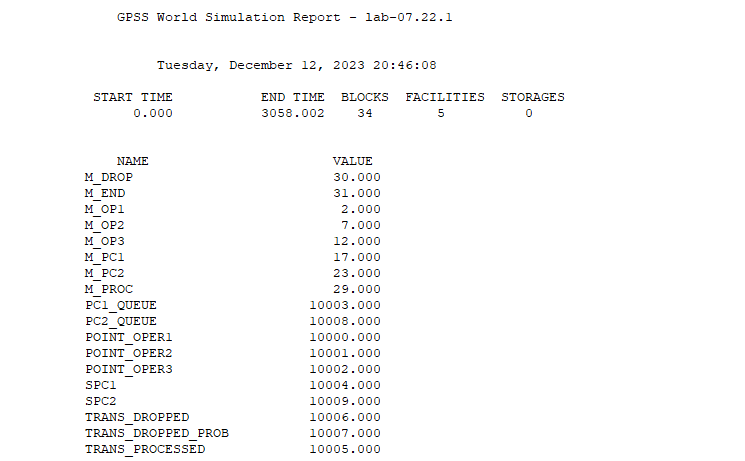 GPSS World Simulation Report - lab-07.22.1
Tuesday, December 12, 2023 20:46:08
START TIME END TIME BLOCKS FACILITIES STORAGES
0.000 3058.002 34 5 0
NAME VALUE
M_DROP 30.000
M_END 31.000
M_OP1 2.000
M_OP2 7.000
M_OP3 12.000
M_PC1 17.000
M_PC2 23.000
M_PROC 29.000
PC1_QUEUE 10003.000
PC2_QUEUE 10008.000
POINT_OPER1 10000.000
POINT_OPER2 10001.000
POINT_OPER3 10002.000
SPC1 10004.000
SPC2 10009.000
TRANS_DROPPED 10006.000
TRANS_DROPPED_PROB 10007.000
TRANS_PROCESSED 10005.000